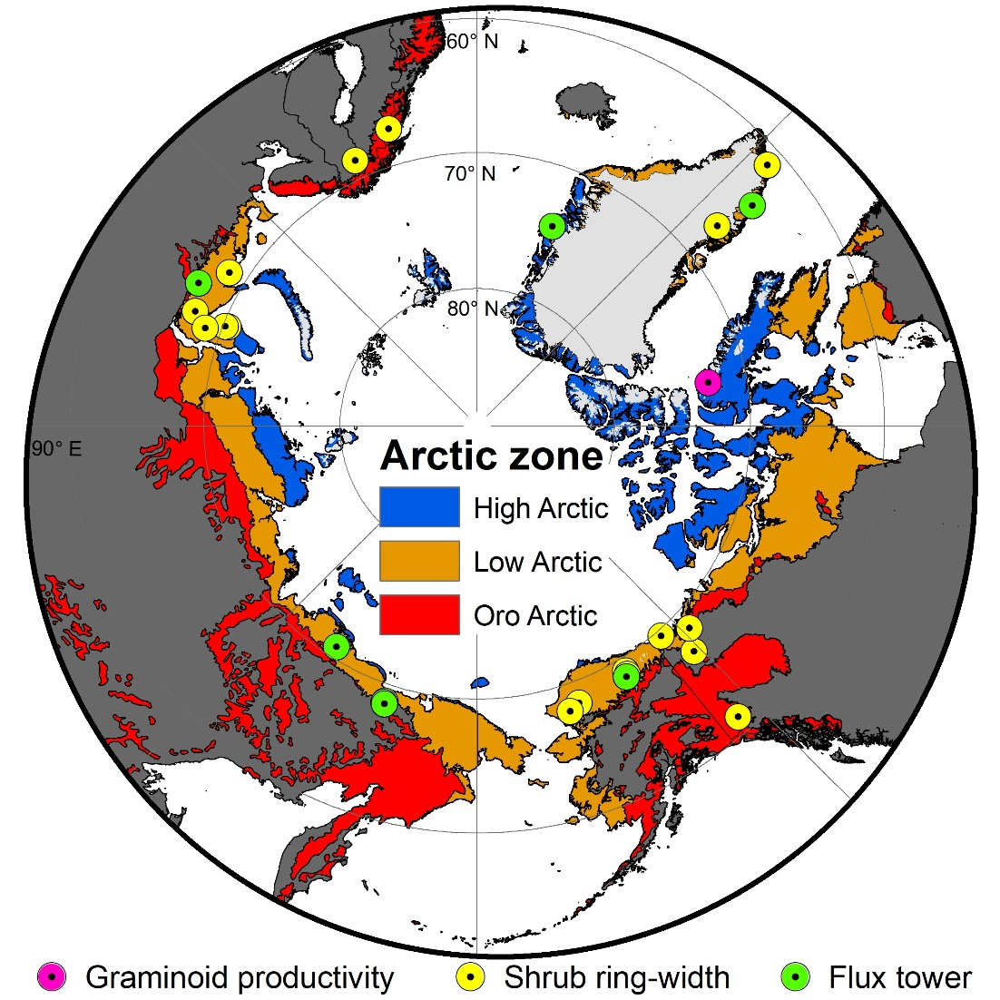 60° N
70° N
80° N
90° E
Arctic zone
High Arctic
Low Arctic
Oro Arctic
Graminoid productivity
Shrub ring-width
Flux tower